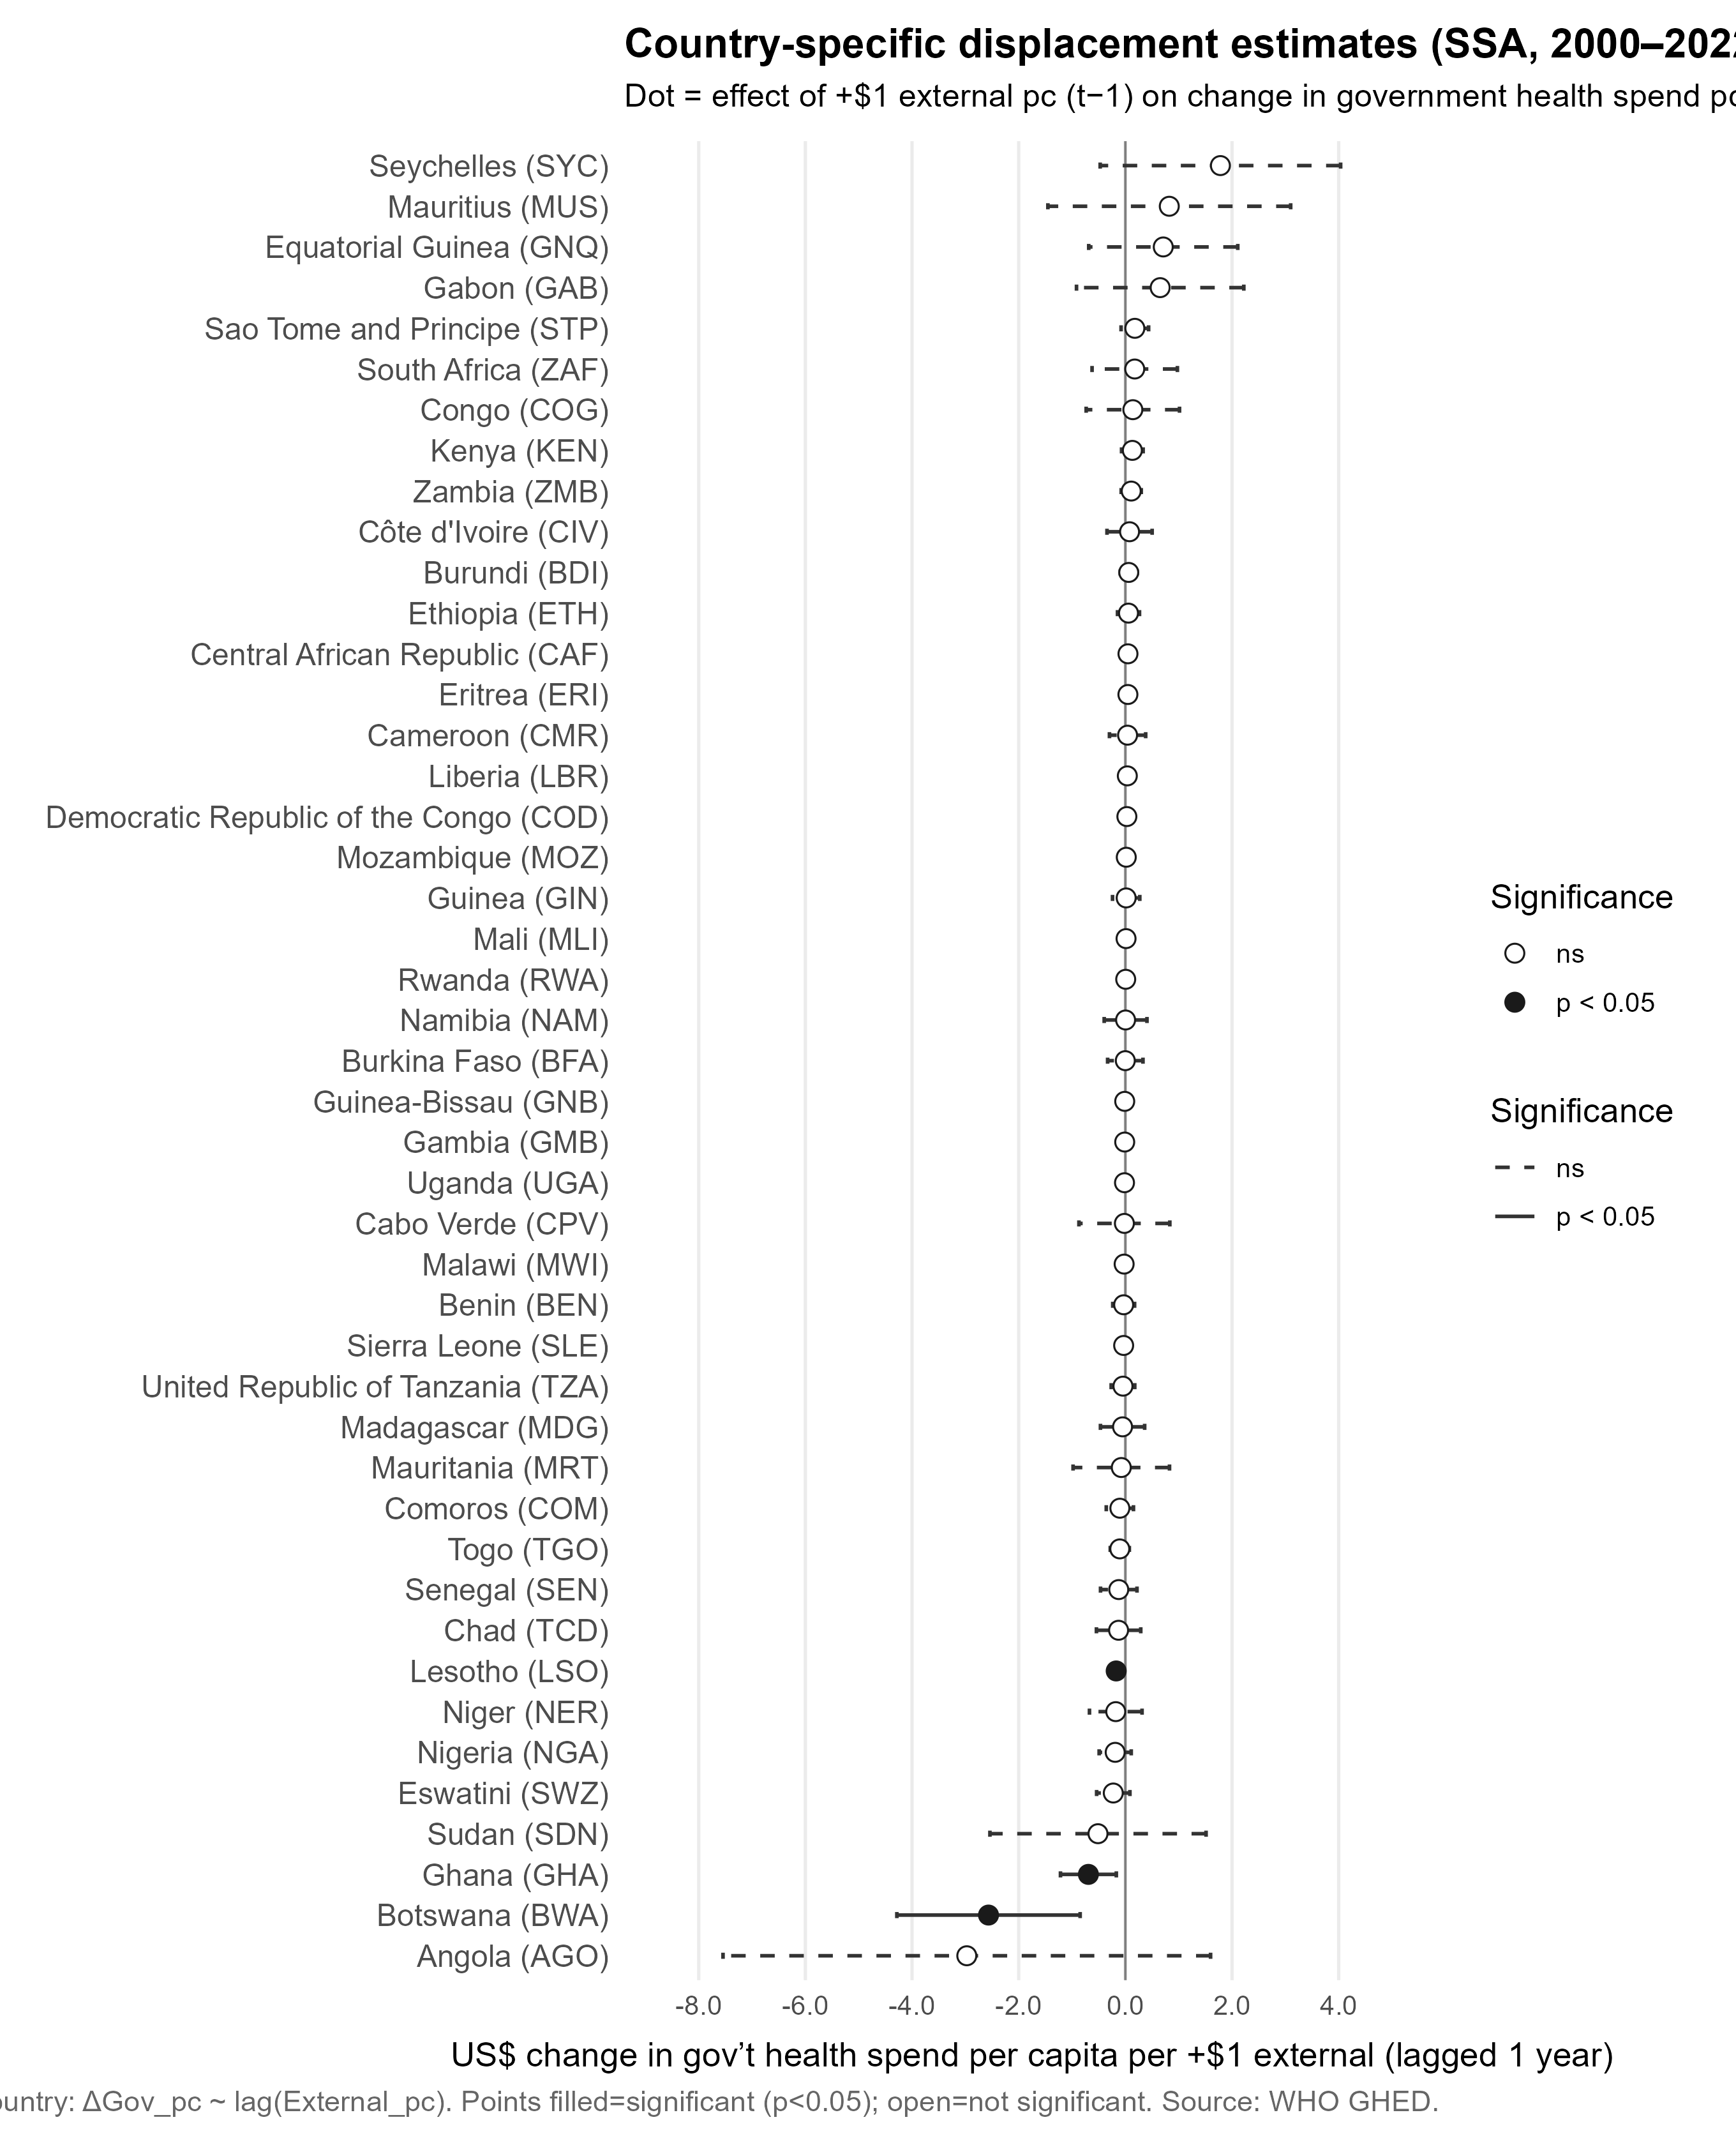 Country-specific displacement estimates (SSA, 2000–202
Dot = effect of +$1 external pc (t−1) on change in government health spend
Seychelles (SYC)
Mauritius (MUS)
Equatorial Guinea (GNQ)
Gabon (GAB)
Sao Tome and Principe (STP)
South Africa (ZAF)
Congo (COG)
Kenya (KEN)
Zambia (ZMB)
Côte d'Ivoire (CIV)
Burundi (BDI)
Ethiopia (ETH)
Central African Republic (CAF)
Eritrea (ERI)
Cameroon (CMR)
Liberia (LBR)
Democratic Republic of the Congo (COD)
Mozambique (MOZ)
Guinea (GIN)
Mali (MLI)
Rwanda (RWA)
Namibia (NAM)
Burkina Faso (BFA)
Guinea-Bissau (GNB)
Gambia (GMB)
Uganda (UGA)
Cabo Verde (CPV)
Malawi (MWI)
Benin (BEN)
Sierra Leone (SLE)
United Republic of Tanzania (TZA)
Madagascar (MDG)
Mauritania (MRT)
Comoros (COM)
Togo (TGO)
Senegal (SEN)
Chad (TCD)
Lesotho (LSO)
Niger (NER)
Nigeria (NGA)
Eswatini (SWZ)
Sudan (SDN)
Ghana (GHA)
Botswana (BWA)
Angola (AGO)
-8.0 -6.0 -4.0 -2.0 0.0 2.0 4.0
US$ change in gov’t health spend per capita per +$1 external (lagged 1 year)
Significance
ns
p < 0.05
Significance
ns
p < 0.05
ountry: ΔGov_pc ~ lag(External_pc). Points filled=significant (p<0.05); open=not significant. Source: WHO GHED.